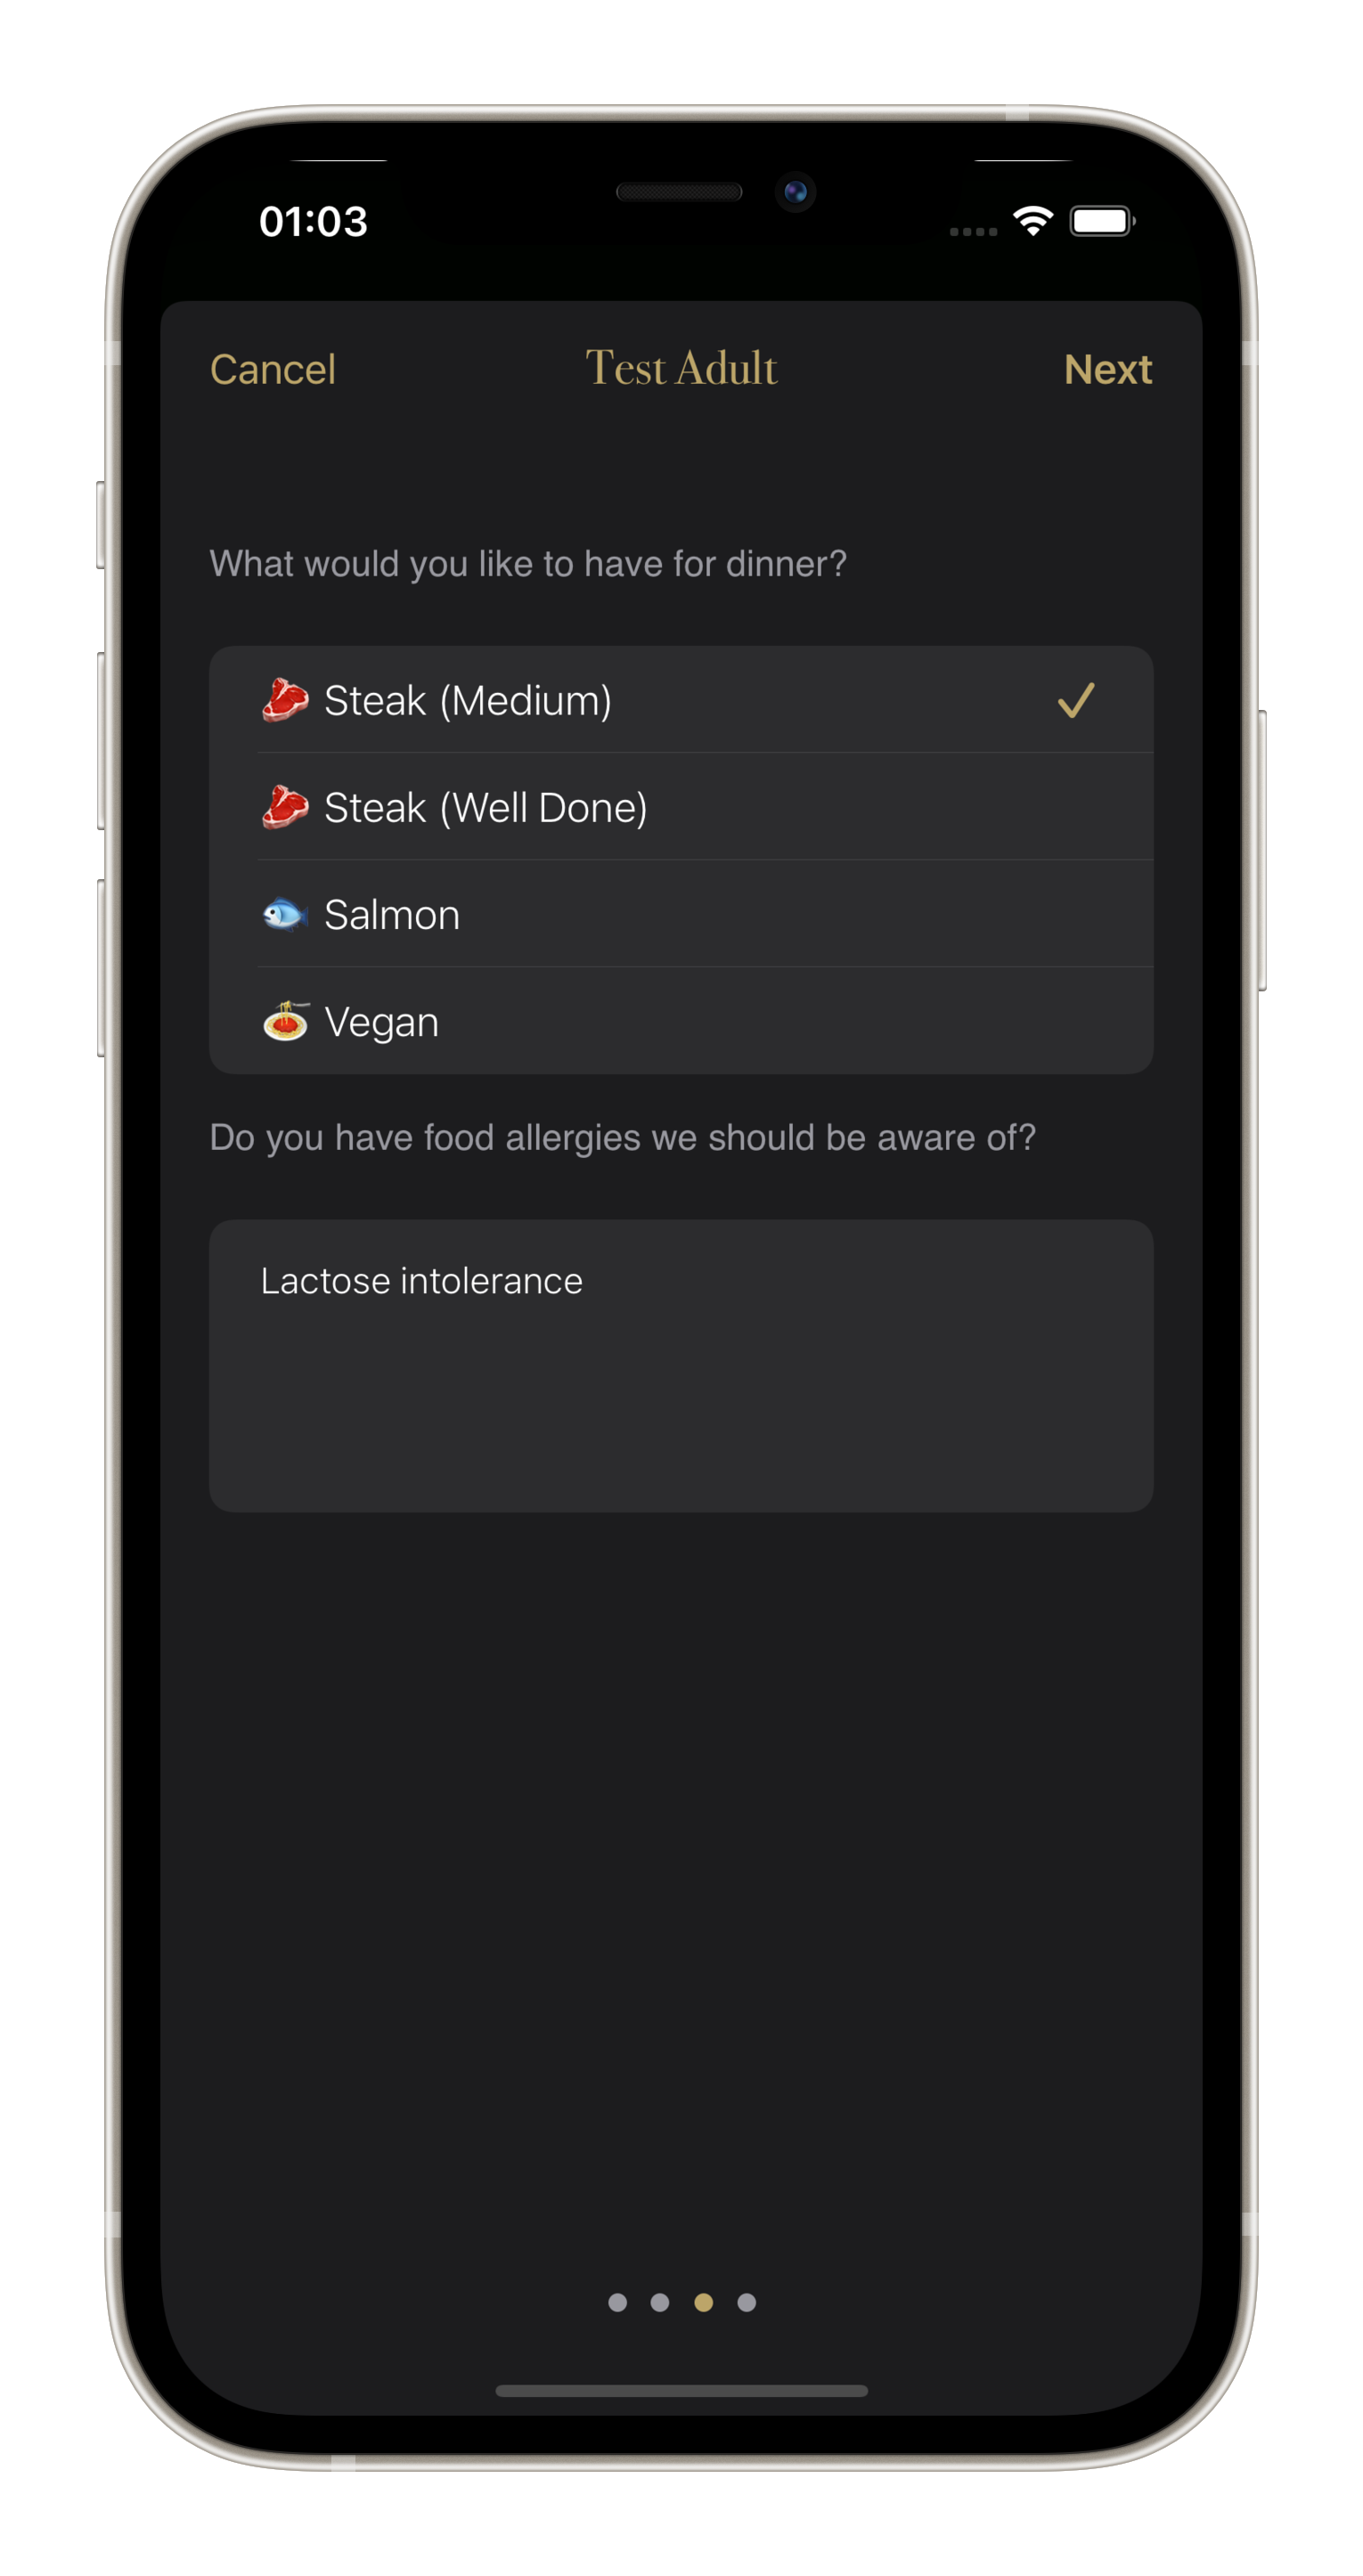 01:03
Cancel Test Adult Next
What would you like to have for dinner?
🥩 Steak (Medium)
🥩 Steak (Well Done)
🐟 Salmon
🍝 Vegan
Do you have food allergies we should be aware of?
Lactose intolerance